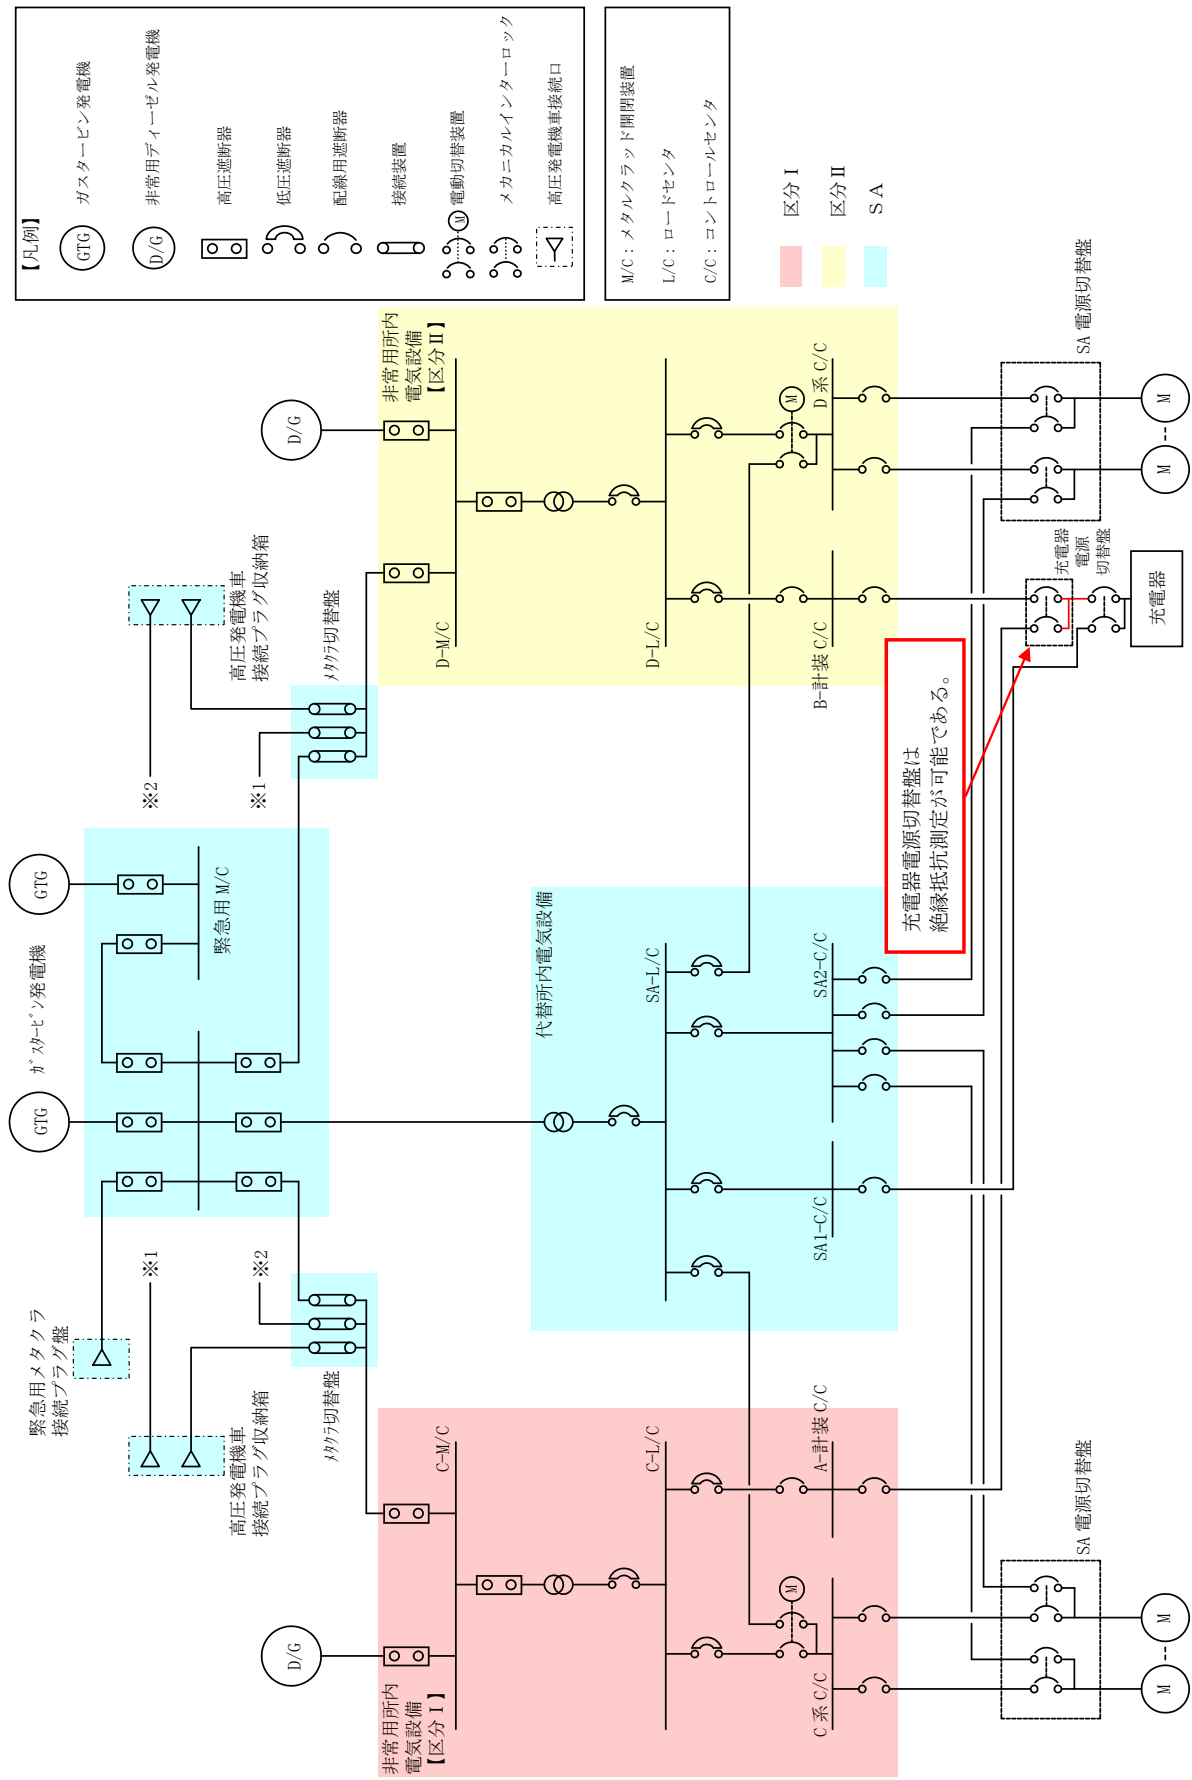 【凡例】
GTG
ガスタービン発電機
D/G
非常用ディーゼル発電機
高圧遮断器
低圧遮断器
配線用遮断器
接続装置
M
電動切替装置
メカニカルインターロック
高圧発電機車接続口
M/C：メタルクラッド開閉装置
L/C：ロードセンタ
C/C：コントロールセンタ
区分Ⅰ
区分Ⅱ
ＳＡ
緊急用メタクラ
接続プラグ盤
GTG
ｶﾞｽﾀｰﾋﾞﾝ発電機
GTG
緊急用 M/C
※1
※2
※2
※1
高圧発電機車
接続プラグ収納箱
高圧発電機車
接続プラグ収納箱
ﾒﾀｸﾗ切替盤
ﾒﾀｸﾗ切替盤
D/G
D/G
非常用所内
電気設備
【区分Ⅰ】
C-M/C
C-L/C
M
C 系 C/C
A-計装 C/C
代替所内電気設備
SA-L/C
SA1-C/C
SA2-C/C
非常用所内
電気設備
【区分Ⅱ】
D-M/C
D-L/C
M
B-計装 C/C
D 系 C/C
充電器電源切替盤は
絶縁抵抗測定が可能である。
SA 電源切替盤
M
M
充電器
電源
切替盤
充電器
SA 電源切替盤
M
M